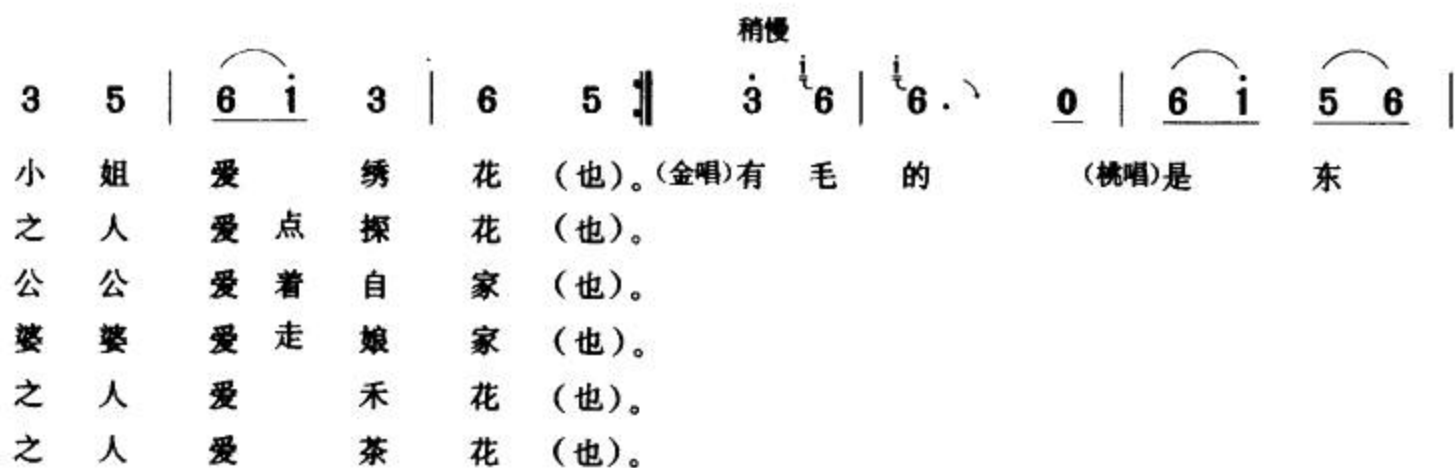 稍慢
3 5 | 6 i 3 | 6 5 :‖ 3 i 6 | i 6 . 0 | 6 i 5 6 |
小 姐 爱 绣 花 (也)。(金唱)有 毛 的 (桃唱)是 东
之 人 爱 点 探 花 (也)。
公 公 爱 着 自 家 (也)。
婆 婆 爱 走 娘 家 (也)。
之 人 爱 禾 花 (也)。
之 人 爱 茶 花 (也)。